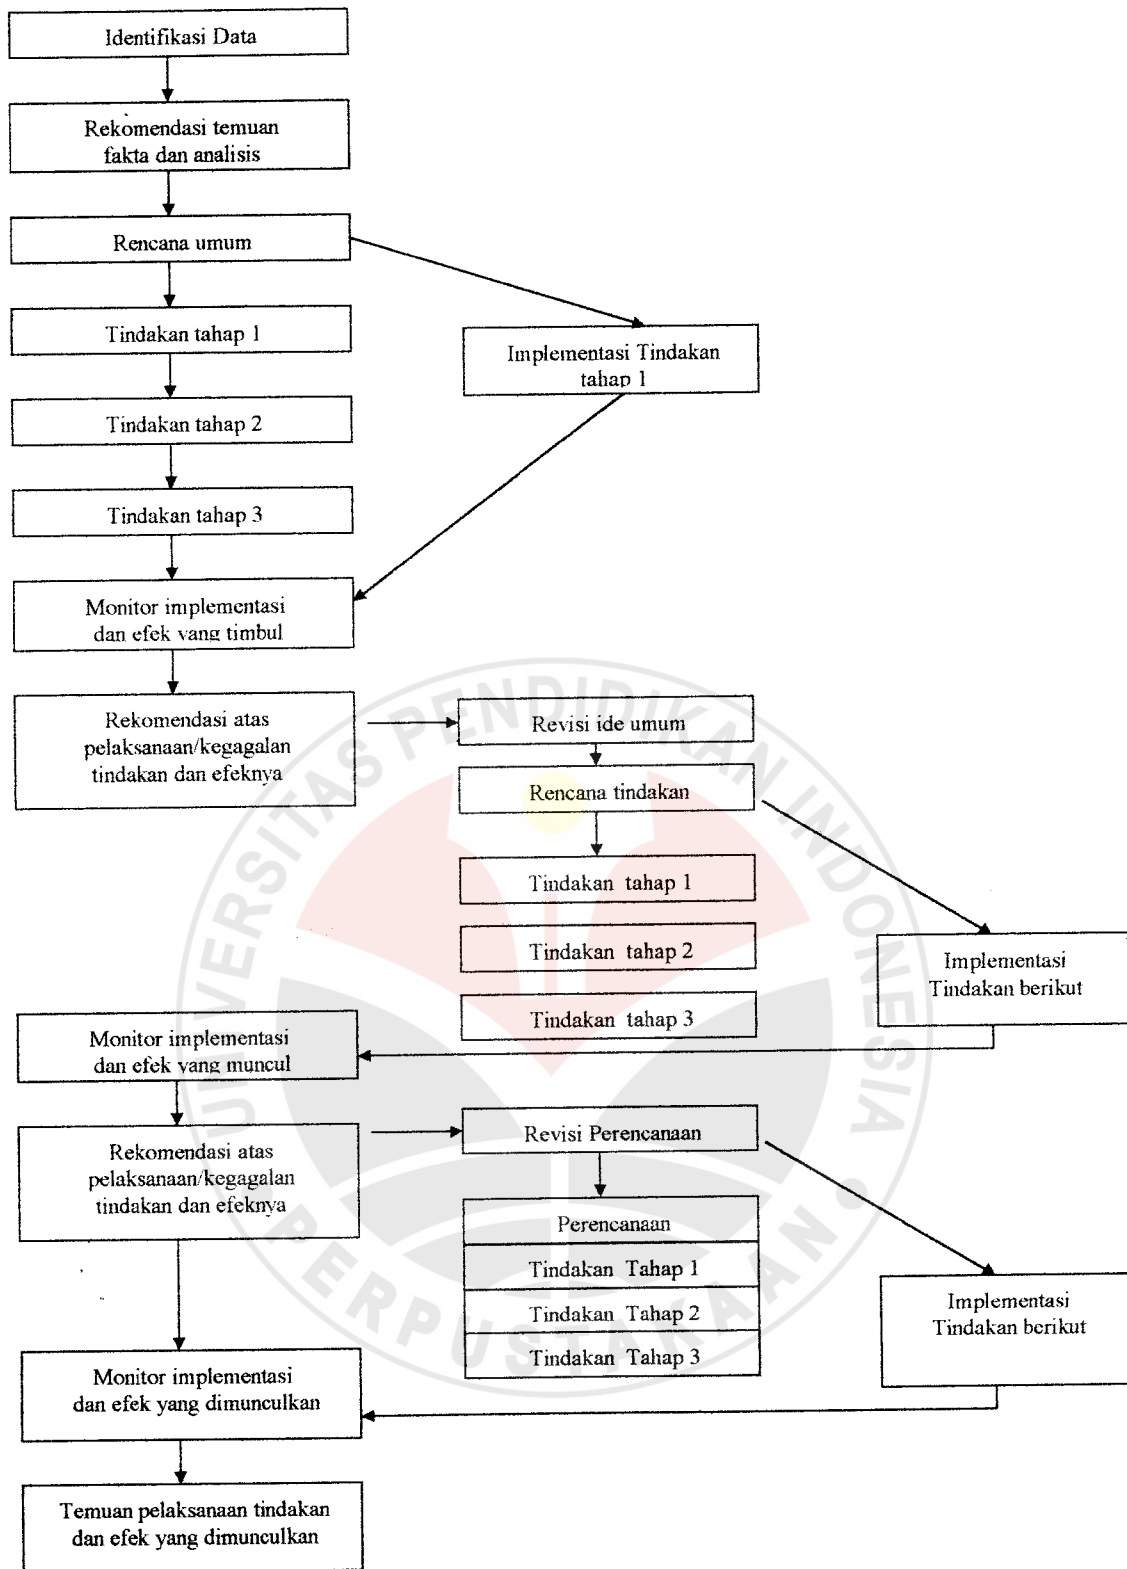 Identifikasi Data
Rekomendasi temuan
fakta dan analisis
Rencana umum
Tindakan tahap 1
Implementasi Tindakan
tahap 1
Tindakan tahap 2
Tindakan tahap 3
Monitor implementasi
dan efek yang timbul
Rekomendasi atas
pelaksanaan/kegagalan
tindakan dan efeknya
Revisi ide umum
Rencana tindakan
Tindakan tahap 1
Tindakan tahap 2
Tindakan tahap 3
Implementasi
Tindakan berikut
Monitor implementasi
dan efek yang muncul
Rekomendasi atas
pelaksanaan/kegagalan
tindakan dan efeknya
Revisi Perencanaan
Perencanaan
Tindakan Tahap 1
Tindakan Tahap 2
Tindakan Tahap 3
Implementasi
Tindakan berikut
Monitor implementasi
dan efek yang dimunculkan
Temuan pelaksanaan tindakan
dan efek yang dimunculkan
UNIVERSITAS PENDIDIKAN INDONESIA
PERPUSTAKAAN